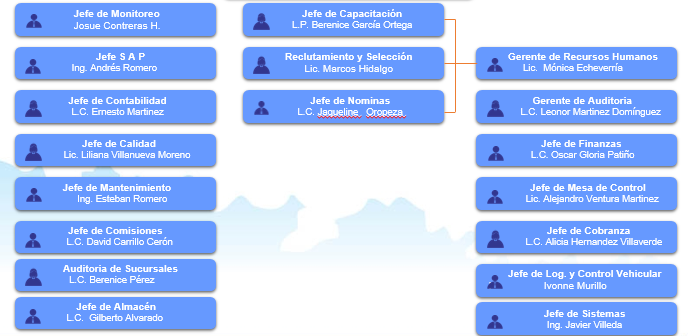 Jefe de Monitoreo
Josue Contreras H.
Jefe S A P
Ing. Andrés Romero
Jefe de Contabilidad
L.C. Ernesto Martinez
Jefe de Calidad
Lic. Liliana Villanueva Moreno
Jefe de Mantenimiento
Ing. Esteban Romero
Jefe de Comisiones
L.C. David Carrillo Cerón
Auditoria de Sucursales
L.C. Berenice Pérez
Jefe de Almacén
L.C. Gilberto Alvarado
Jefe de Capacitación
L.P. Berenice García Ortega
Reclutamiento y Selección
Lic. Marcos Hidalgo
Jefe de Nominas
L.C. Jaqueline Oropeza
Gerente de Recursos Humanos
Lic. Mónica Echeverría
Gerente de Auditoria
L.C. Leonor Martinez Domínguez
Jefe de Finanzas
L.C. Oscar Gloria Patiño
Jefe de Mesa de Control
Lic. Alejandro Ventura Martinez
Jefe de Cobranza
L.C. Alicia Hernandez Villaverde
Jefe de Log. y Control Vehicular
Ivonne Murillo
Jefe de Sistemas
Ing. Javier Villeda